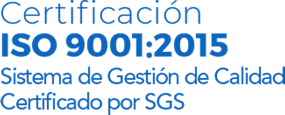 Certificación
ISO 9001:2015
Sistema de Gestión de Calidad
Certificado por SGS